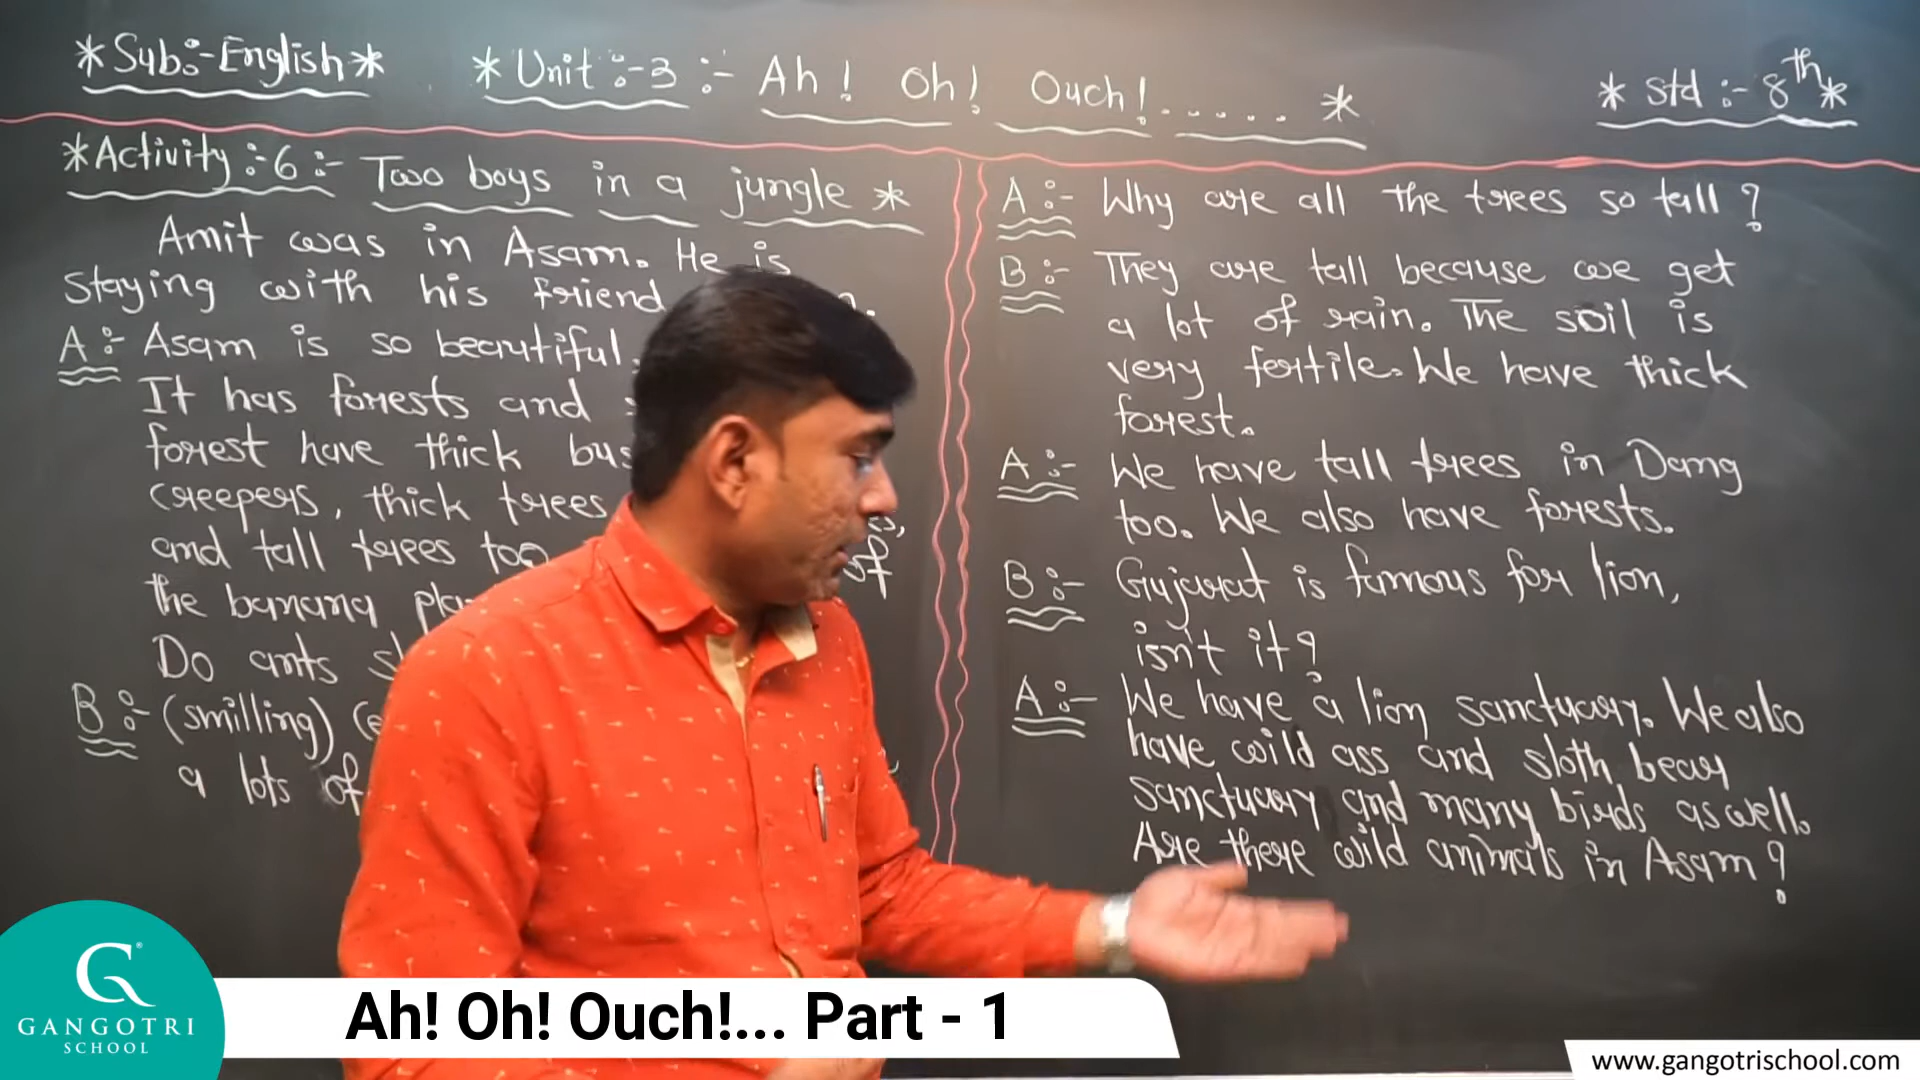 *Sub:-English*
*Unit:-3:- Ah! Oh! Ouch!...... *
* std:- 8th*
*Activity:-6:- Two boys in a jungle *
Amit was in Asam. He is
staying with his friend
A:- Asam is so beautiful.
It has forests and
forest have thick
creepers, thick trees
and tall trees too of
the banana
Do ants
B:- (smilling)
a lots of
A:- Why are all the trees so tall?
B:- They are tall because we get
a lot of rain. The soil is
very fertile. We have thick
forest.
A:- We have tall trees in Dang
too. We also have forests.
B:- Gujarat is famous for lion,
isn't it?
A:- We have a lion sanctuary. We also
have wild ass and sloth bear
sanctuary and many birds as well.
Are there wild animals in Asam?
G
GANGOTRI
SCHOOL
Ah! Oh! Ouch!... Part - 1
www.gangotrischool.com